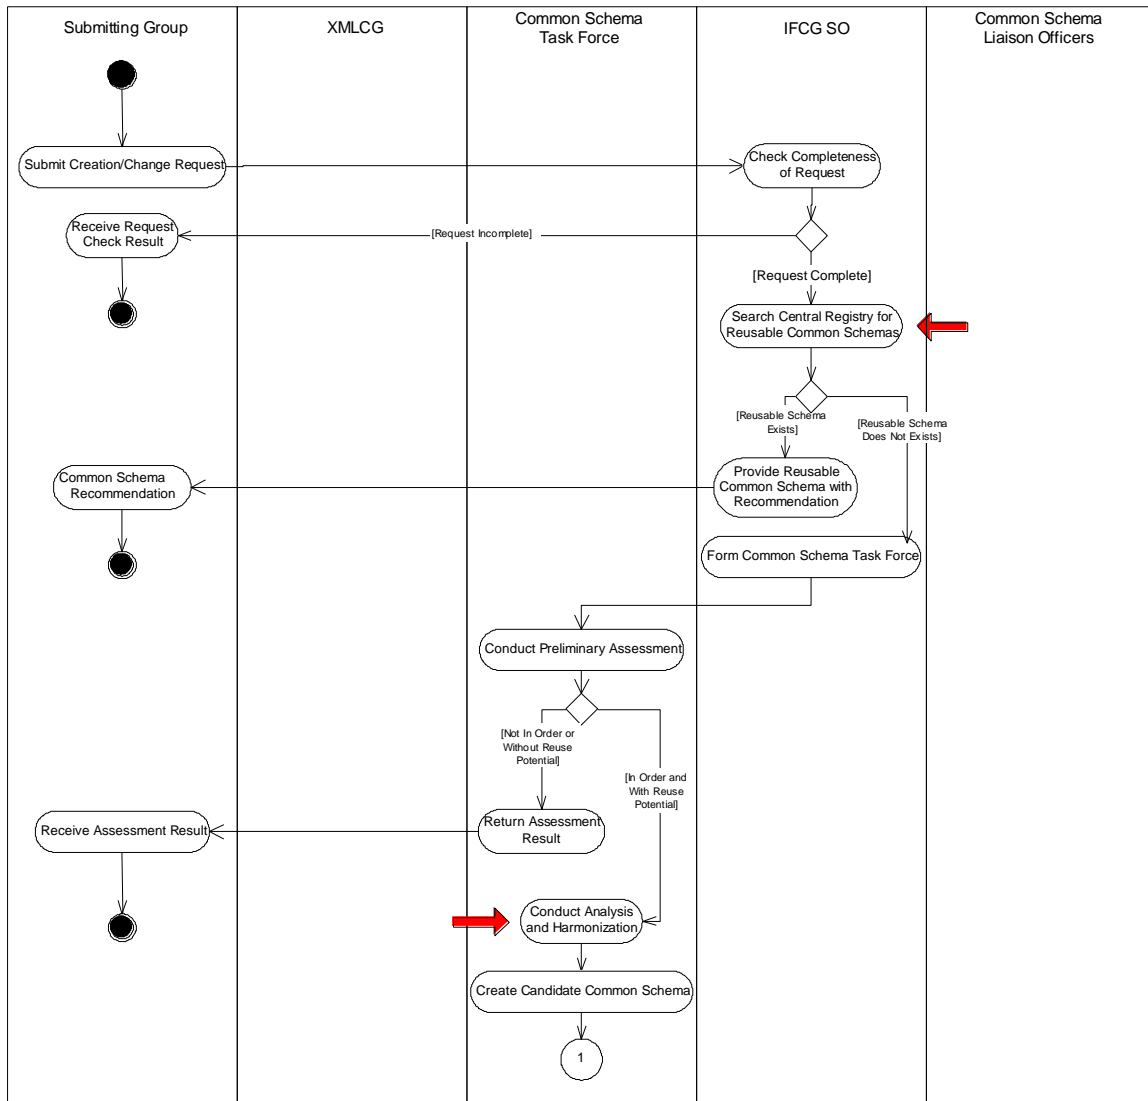 Submitting Group
XMLCG
Common Schema
Task Force
IFCG SO
Common Schema
Liaison Officers
Submit Creation/Change Request
Check Completeness
of Request
Receive Request
Check Result
[Request Incomplete]
[Request Complete]
Search Central Registry for
Reusable Common Schemas
[Reusable Schema
Exists]
[Reusable Schema
Does Not Exists]
Common Schema
Recommendation
Provide Reusable
Common Schema with
Recommendation
Form Common Schema Task Force
Conduct Preliminary Assessment
[Not In Order or
Without Reuse
Potential]
[In Order and
With Reuse
Potential]
Receive Assessment Result
Return Assessment
Result
Conduct Analysis
and Harmonization
Create Candidate Common Schema
1